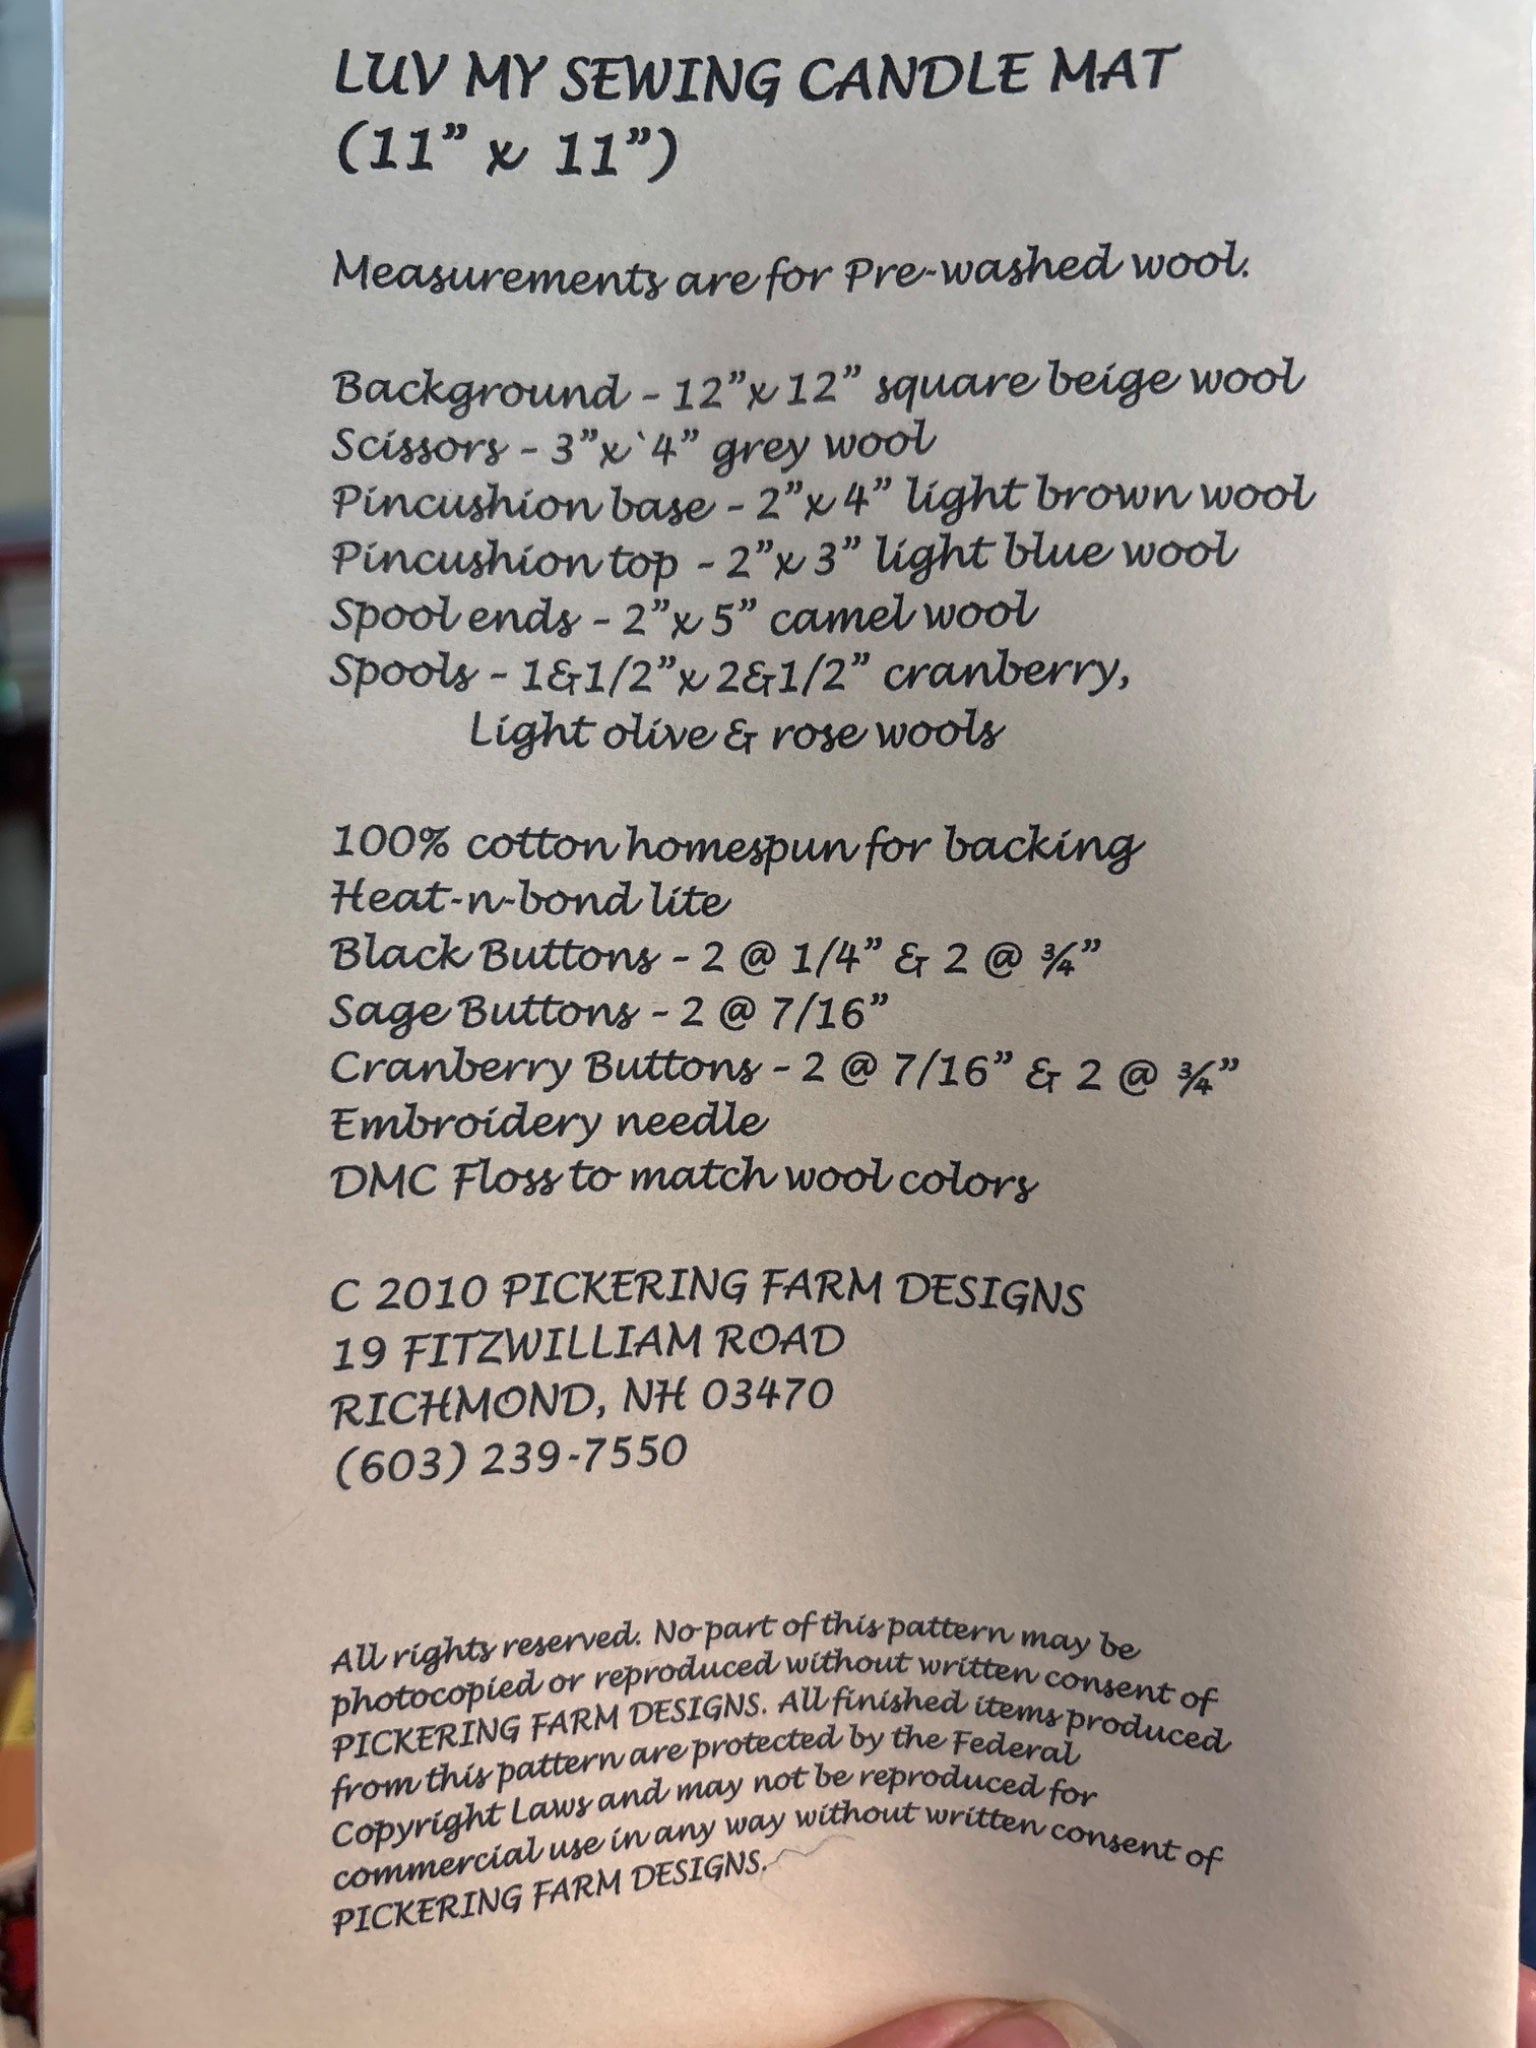 LUV MY SEWING CANDLE MAT
(11" x 11")
Measurements are for Pre-washed wool.
Background - 12"x 12" square beige wool
Scissors - 3"x`4" grey wool
Pincushion base - 2"x 4" light brown wool
Pincushion top - 2"x 3" light blue wool
Spool ends - 2"x 5" camel wool
Spools - 1&1/2"x 2&1/2" cranberry,
Light olive & rose wools
100% cotton homespun for backing
Heat-n-bond lite
Black Buttons - 2 @ 1/4" & 2 @ ¾"
Sage Buttons - 2 @ 7/16"
Cranberry Buttons - 2 @ 7/16" & 2 @ ¾"
Embroidery needle
DMC Floss to match wool colors
C 2010 PICKERING FARM DESIGNS
19 FITZWILLIAM ROAD
RICHMOND, NH 03470
(603) 239-7550
All rights reserved. No part of this pattern may be
photocopied or reproduced without written consent of
PICKERING FARM DESIGNS. All finished items produced
from this pattern are protected by the Federal
Copyright Laws and may not be reproduced for
commercial use in any way without written consent of
PICKERING FARM DESIGNS.